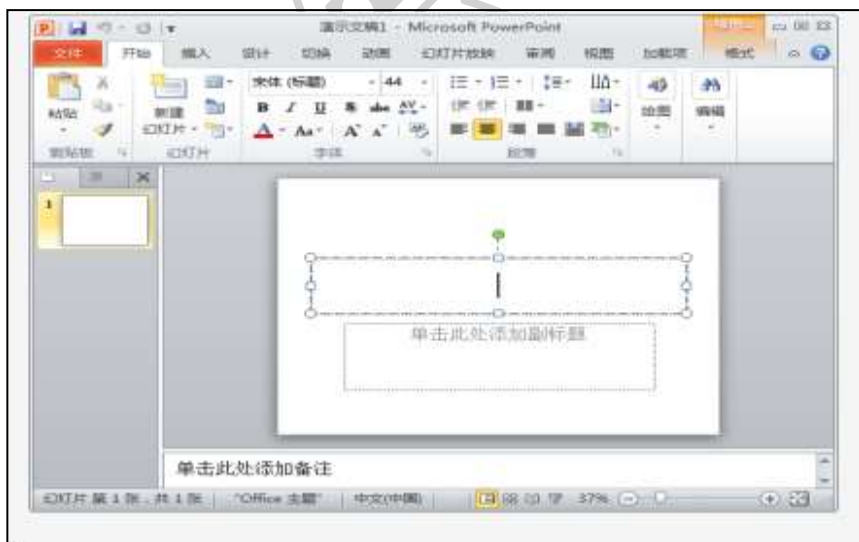 演示文稿1 - Microsoft PowerPoint
文件 开始 插入 设计 切换 动画 幻灯片放映 审阅 视图 加载项 格式
宋体 (标题) 44
粘贴 新建 幻灯片 B I U S abc AV A Aa A A 绘图 编辑
剪贴板 幻灯片 字体 段落
1
单击此处添加副标题
单击此处添加备注
幻灯片 第 1 张，共 1 张 "Office 主题" 中文(中国) 37%